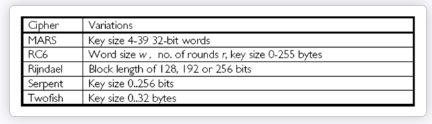 Cipher Variations
MARS Key size 4-39 32-bit words
RC6 Word size w , no. of rounds r, key size 0-255 bytes
Rijndael Block length of 128, 192 or 256 bits
Serpent Key size 0..256 bits
Twofish Key size 0..32 bytes